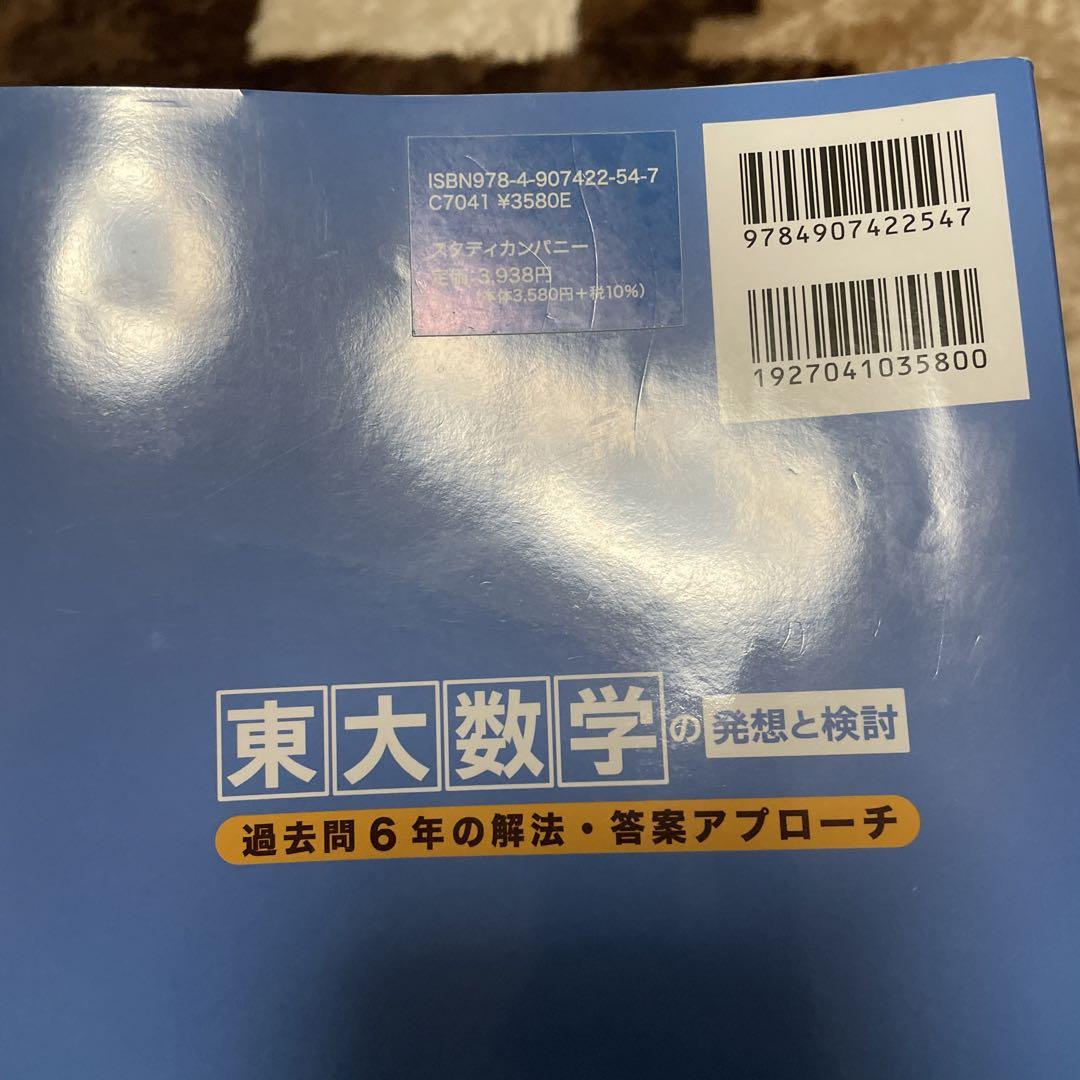 ISBN978-4-907422-54-7
C7041 ¥3580E
スタディカンパニー
定価:3,938円
(本体3,580円+税10%)
9784907422547
1927041035800
東大数学の発想と検討
過去問6年の解法・答案アプローチ